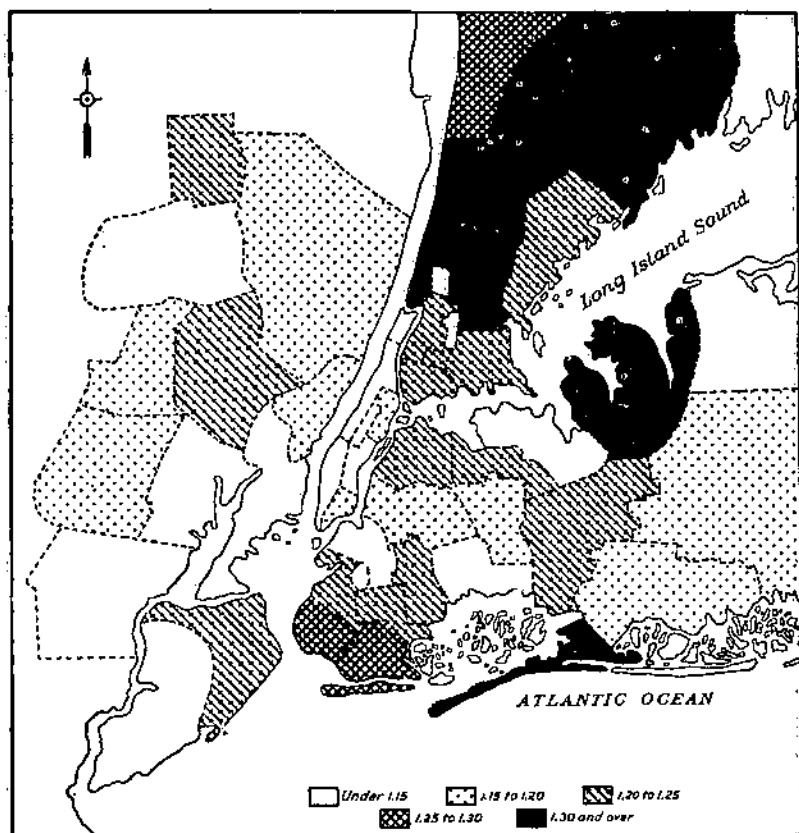 Long Island Sound
ATLANTIC OCEAN
Under 1.15 1.15 to 1.20 1.20 to 1.25
1.25 to 1.30 1.30 and over